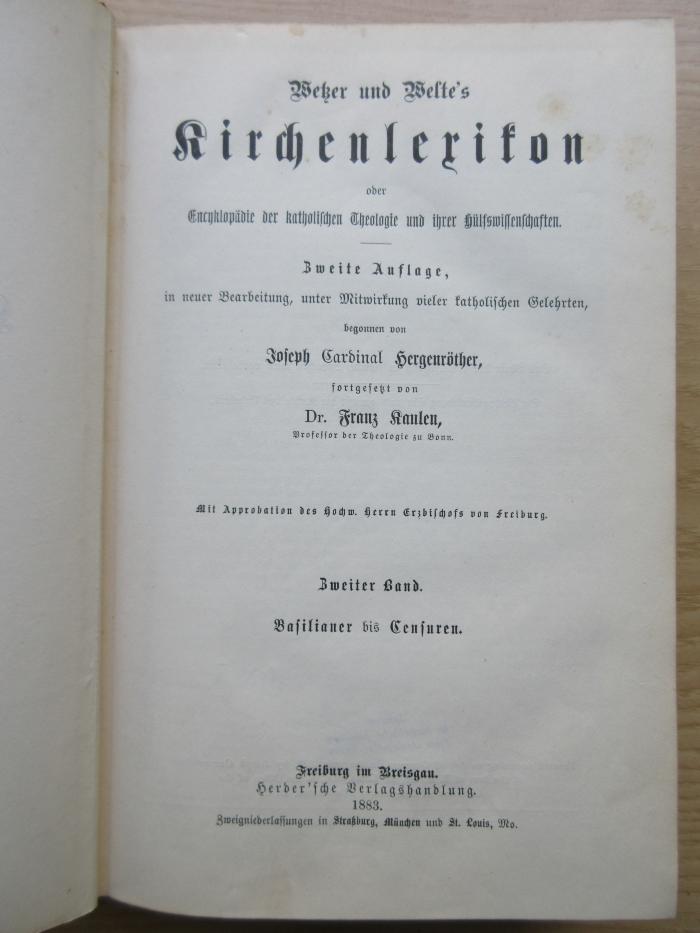 Wetzer und Welte's
Kirchenlexikon
oder
Encyklopädie der katholischen Theologie und ihrer Hülfswissenschaften.
Zweite Auflage,
in neuer Bearbeitung, unter Mitwirkung vieler katholischen Gelehrten,
begonnen von
Joseph Cardinal Hergenröther,
fortgesetzt von
Dr. Franz Kaulen,
Professor der Theologie zu Bonn.
Mit Approbation des Hochw. Herrn Erzbischofs von Freiburg.
Zweiter Band.
Basilianer bis Censuren.
Freiburg im Breisgau.
Herder'sche Verlagshandlung.
1883.
Zweigniederlassungen in Straßburg, München und St. Louis, Mo.